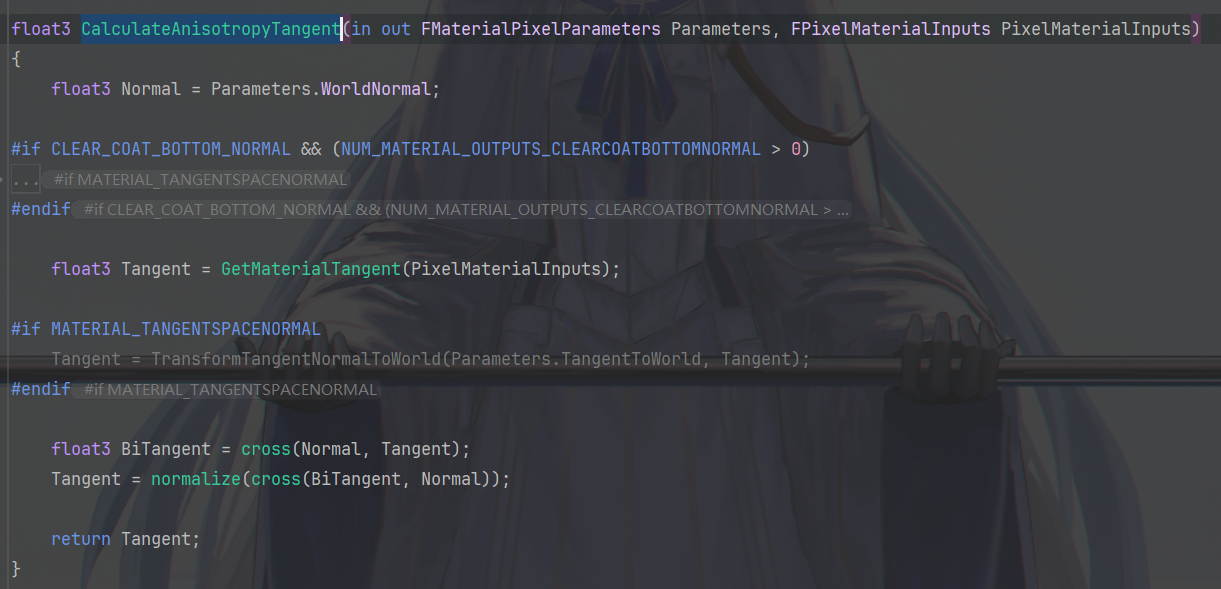 float3 CalculateAnisotropyTangent(in out FMaterialPixelParameters Parameters, FPixelMaterialInputs PixelMaterialInputs)
{
float3 Normal = Parameters.WorldNormal;
#if CLEAR_COAT_BOTTOM_NORMAL && (NUM_MATERIAL_OUTPUTS_CLEARCOATBOTTOMNORMAL > 0)
... #if MATERIAL_TANGENTSPACENORMAL
#endif #if CLEAR_COAT_BOTTOM_NORMAL && (NUM_MATERIAL_OUTPUTS_CLEARCOATBOTTOMNORMAL > ...
float3 Tangent = GetMaterialTangent(PixelMaterialInputs);
#if MATERIAL_TANGENTSPACENORMAL
Tangent = TransformTangentNormalToWorld(Parameters.TangentToWorld, Tangent);
#endif #if MATERIAL_TANGENTSPACENORMAL
float3 BiTangent = cross(Normal, Tangent);
Tangent = normalize(cross(BiTangent, Normal));
return Tangent;
}